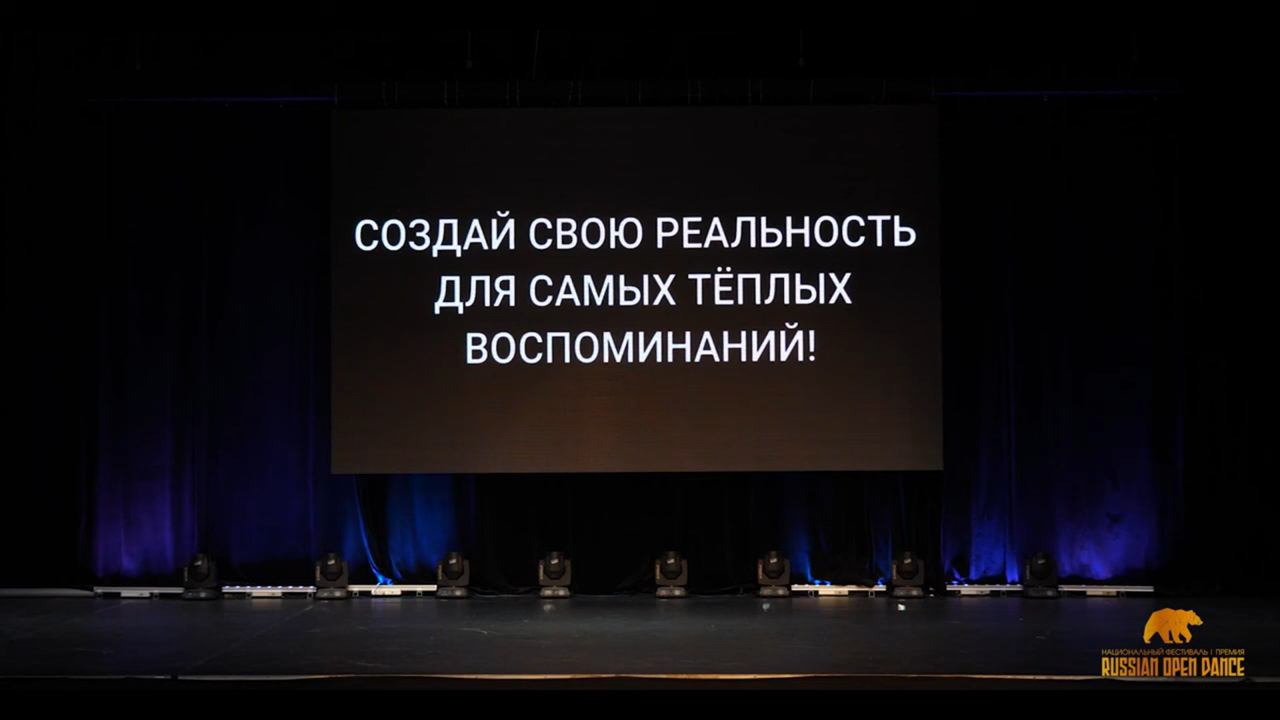 СОЗДАЙ СВОЮ РЕАЛЬНОСТЬ
ДЛЯ САМЫХ ТЁПЛЫХ
ВОСПОМИНАНИЙ!
НАЦИОНАЛЬНЫЙ ФЕСТИВАЛЬ | ПРЕМИЯ
RUSSIAN OPEN DANCE